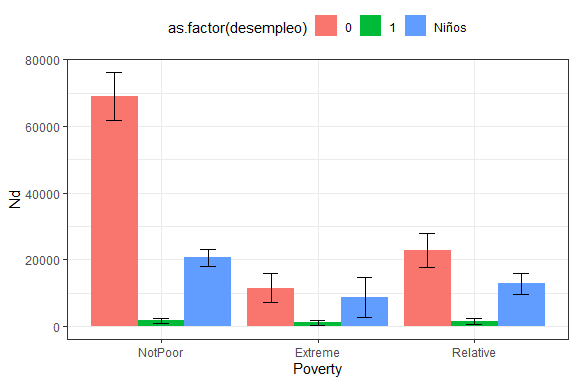 as.factor(desempleo) 0 1 Niños
80000
60000
40000
20000
0
Nd
NotPoor Extreme Relative
Poverty